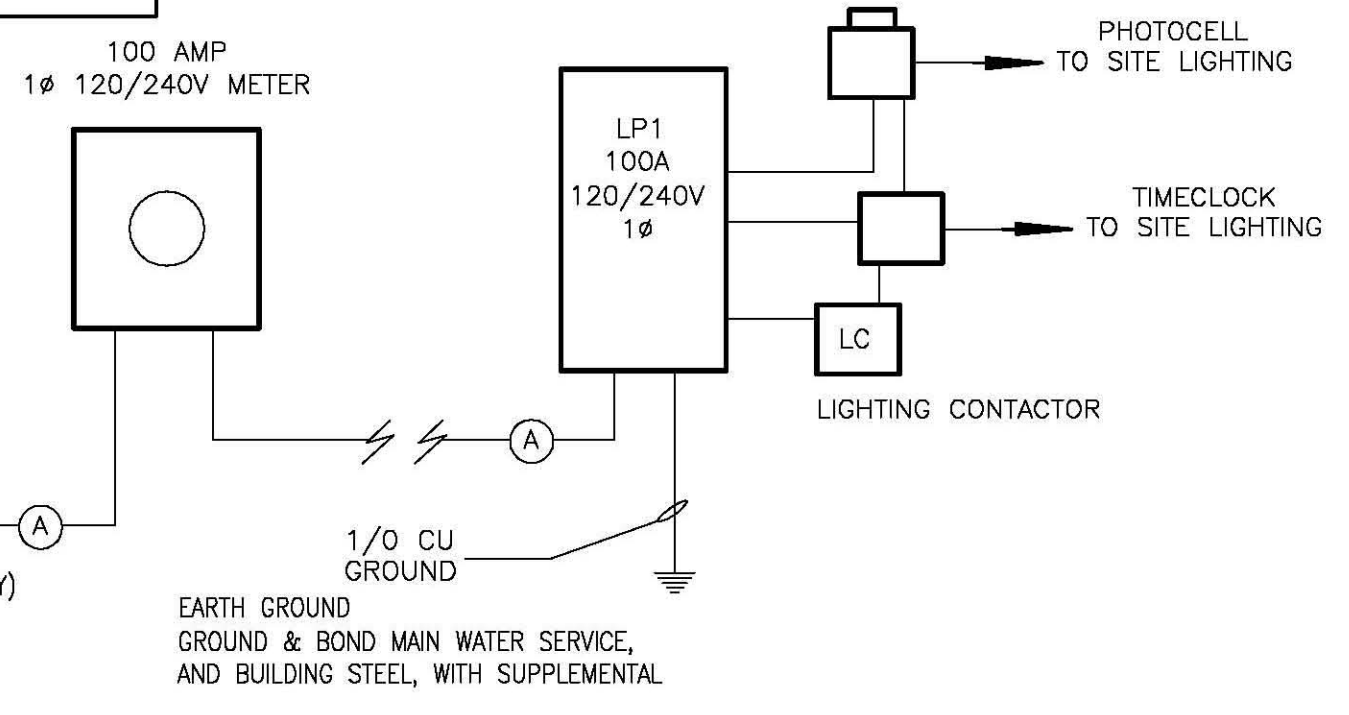 100 AMP
1ø 120/240V METER
LP1
100A
120/240V
1ø
PHOTOCELL
TO SITE LIGHTING
TIMECLOCK
TO SITE LIGHTING
LC
LIGHTING CONTACTOR
A
A
Y)
1/0 CU
GROUND
EARTH GROUND
GROUND & BOND MAIN WATER SERVICE,
AND BUILDING STEEL, WITH SUPPLEMENTAL